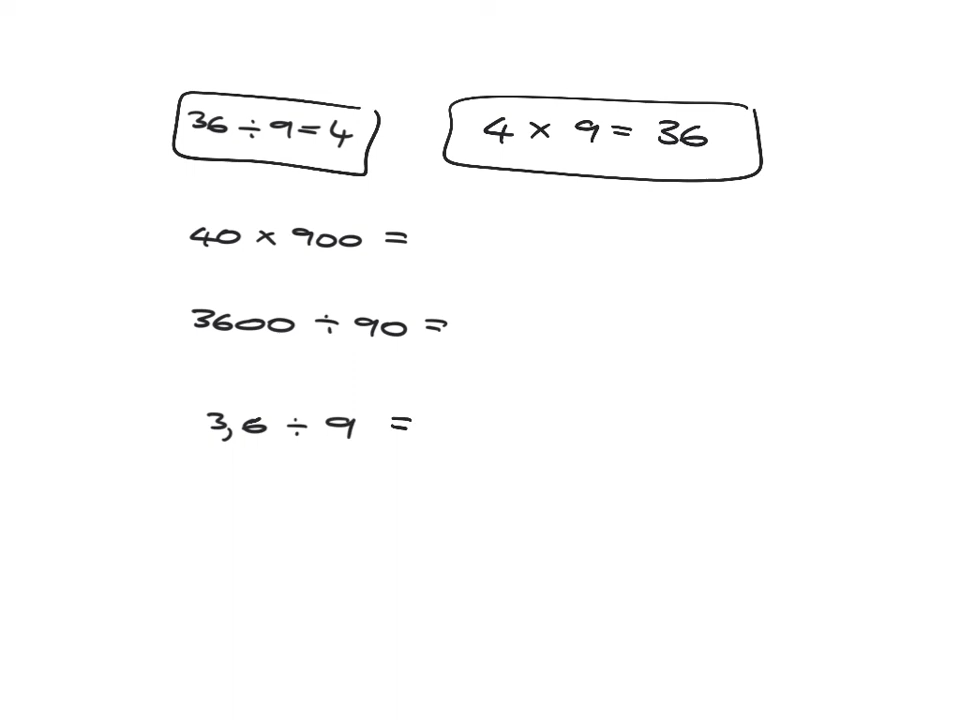 36 ÷ 9 = 4
4 × 9 = 36
40 × 900 =
3600 ÷ 90 =
3,6 ÷ 9 =